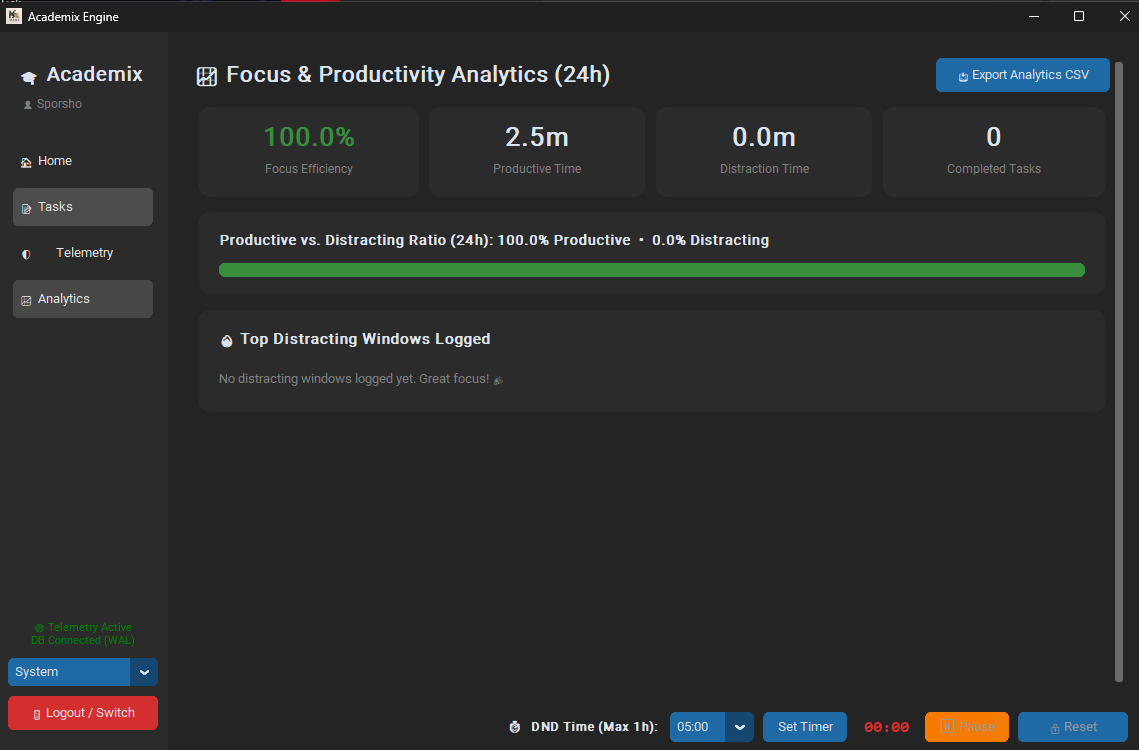 Academix Engine
Academix
Sporsho
Home
Tasks
Telemetry
Analytics
Telemetry Active
DB Connected (WAL)
System
Logout / Switch
Focus & Productivity Analytics (24h)
Export Analytics CSV
100.0%
Focus Efficiency
2.5m
Productive Time
0.0m
Distraction Time
0
Completed Tasks
Productive vs. Distracting Ratio (24h): 100.0% Productive • 0.0% Distracting
Top Distracting Windows Logged
No distracting windows logged yet. Great focus!
DND Time (Max 1h):
05:00
Set Timer
00:00
Pause
Reset